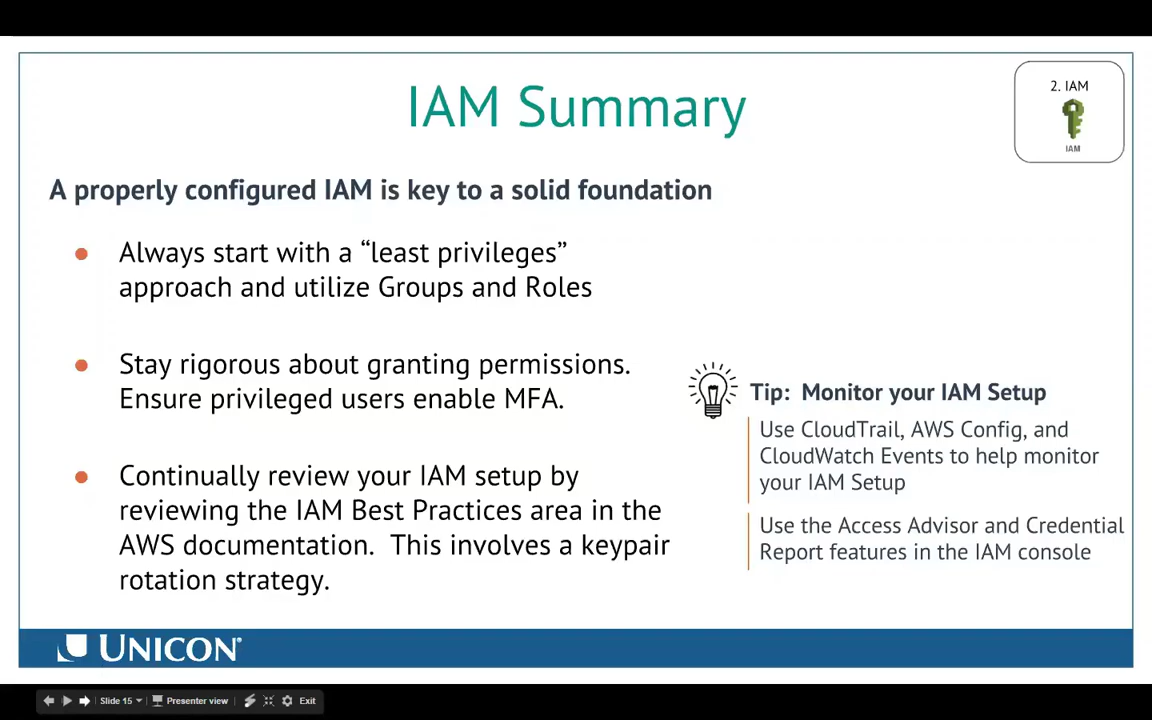 IAM Summary
2. IAM
IAM
A properly configured IAM is key to a solid foundation
Always start with a “least privileges”
approach and utilize Groups and Roles
Stay rigorous about granting permissions.
Ensure privileged users enable MFA.
Continually review your IAM setup by
reviewing the IAM Best Practices area in the
AWS documentation.  This involves a keypair
rotation strategy.
Tip:  Monitor your IAM Setup
Use CloudTrail, AWS Config, and
CloudWatch Events to help monitor
your IAM Setup
Use the Access Advisor and Credential
Report features in the IAM console
UNICON®
Slide 15 Presenter view Exit